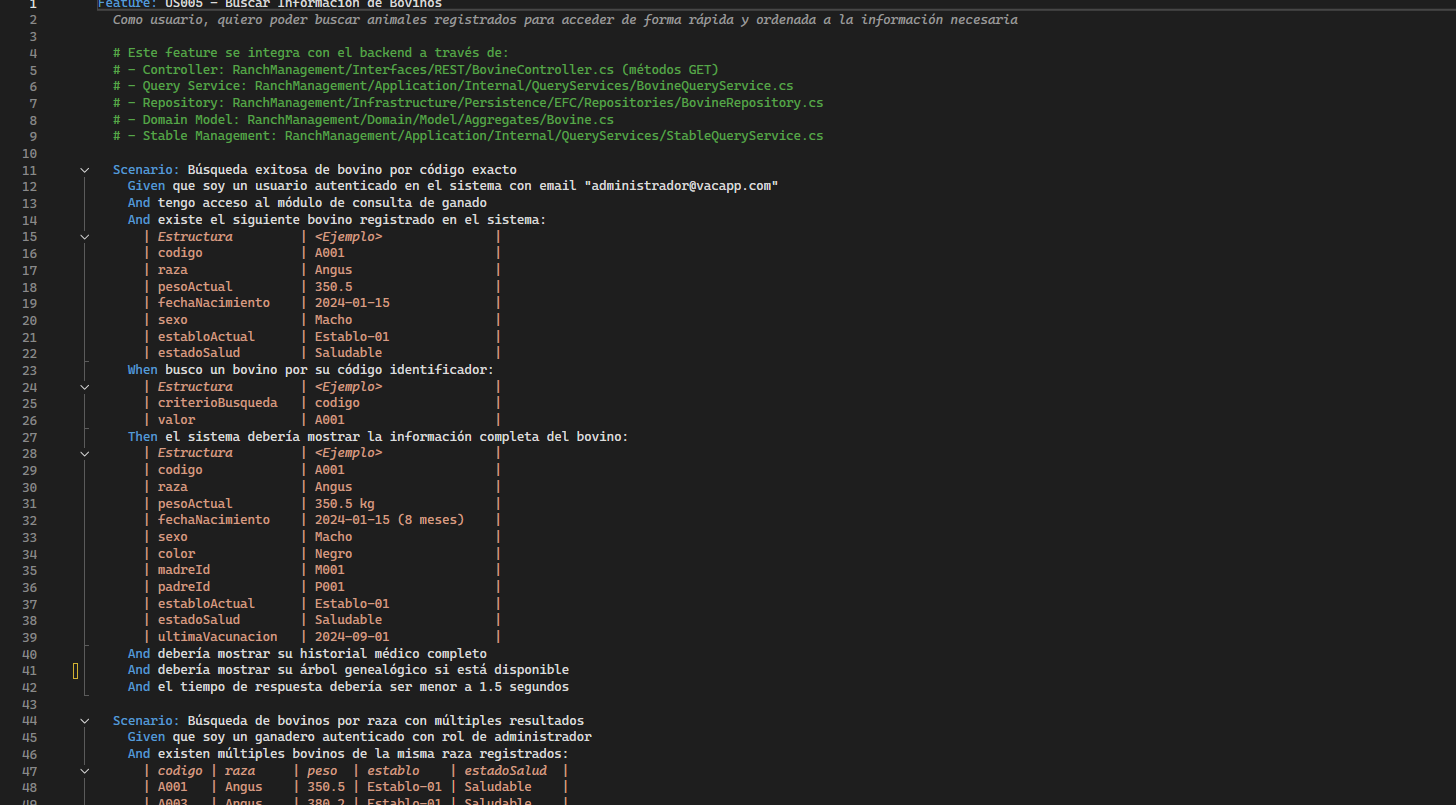 1 Feature: US005 - Buscar Información de Bovinos
2 Como usuario, quiero poder buscar animales registrados para acceder de forma rápida y ordenada a la información necesaria
3
4 # Este feature se integra con el backend a través de:
5 # - Controller: RanchManagement/Interfaces/REST/BovineController.cs (métodos GET)
6 # - Query Service: RanchManagement/Application/Internal/QueryServices/BovineQueryService.cs
7 # - Repository: RanchManagement/Infrastructure/Persistence/EFC/Repositories/BovineRepository.cs
8 # - Domain Model: RanchManagement/Domain/Model/Aggregates/Bovine.cs
9 # - Stable Management: RanchManagement/Application/Internal/QueryServices/StableQueryService.cs
10
11 Scenario: Búsqueda exitosa de bovino por código exacto
12 Given que soy un usuario autenticado en el sistema con email "administrador@vacapp.com"
13 And tengo acceso al módulo de consulta de ganado
14 And existe el siguiente bovino registrado en el sistema:
15 | Estructura | <Ejemplo> |
16 | codigo | A001 |
17 | raza | Angus |
18 | pesoActual | 350.5 |
19 | fechaNacimiento | 2024-01-15 |
20 | sexo | Macho |
21 | establoActual | Establo-01 |
22 | estadoSalud | Saludable |
23 When busco un bovino por su código identificador:
24 | Estructura | <Ejemplo> |
25 | criterioBusqueda | codigo |
26 | valor | A001 |
27 Then el sistema debería mostrar la información completa del bovino:
28 | Estructura | <Ejemplo> |
29 | codigo | A001 |
30 | raza | Angus |
31 | pesoActual | 350.5 kg |
32 | fechaNacimiento | 2024-01-15 (8 meses) |
33 | sexo | Macho |
34 | color | Negro |
35 | madreId | M001 |
36 | padreId | P001 |
37 | establoActual | Establo-01 |
38 | estadoSalud | Saludable |
39 | ultimaVacunacion | 2024-09-01 |
40 And debería mostrar su historial médico completo
41 And debería mostrar su árbol genealógico si está disponible
42 And el tiempo de respuesta debería ser menor a 1.5 segundos
43
44 Scenario: Búsqueda de bovinos por raza con múltiples resultados
45 Given que soy un ganadero autenticado con rol de administrador
46 And existen múltiples bovinos de la misma raza registrados:
47 | codigo | raza | peso | establo | estadoSalud |
48 | A001 | Angus | 350.5 | Establo-01 | Saludable |
49 | A003 | Angus | 380.2 | Establo-01 | Saludable |